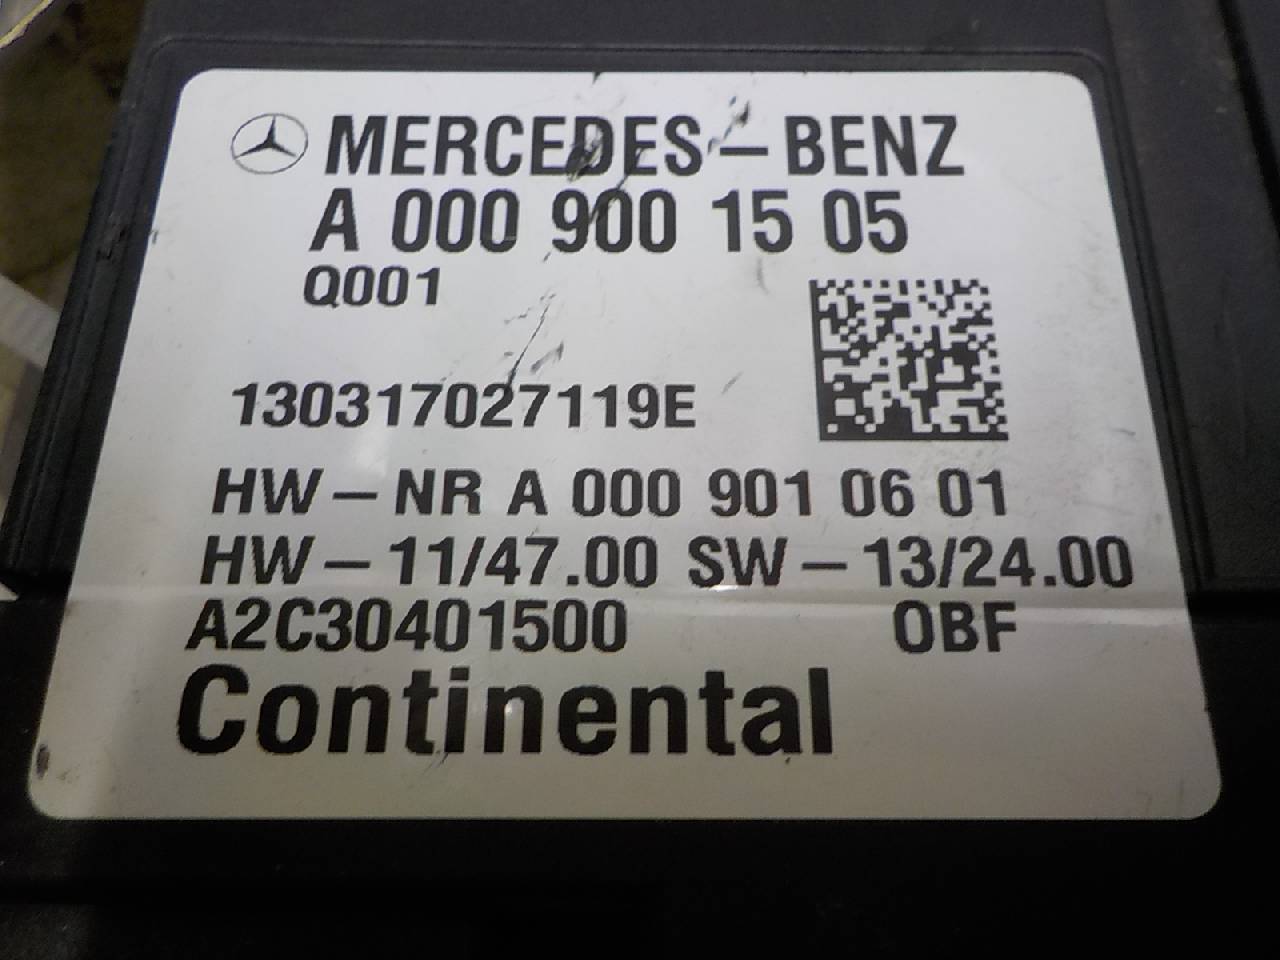 MERCEDES-BENZ
A 000 900 15 05
Q001
130317027119E
HW-NR A 000 901 06 01
HW-11/47.00 SW-13/24.00
A2C30401500 OBF
Continental